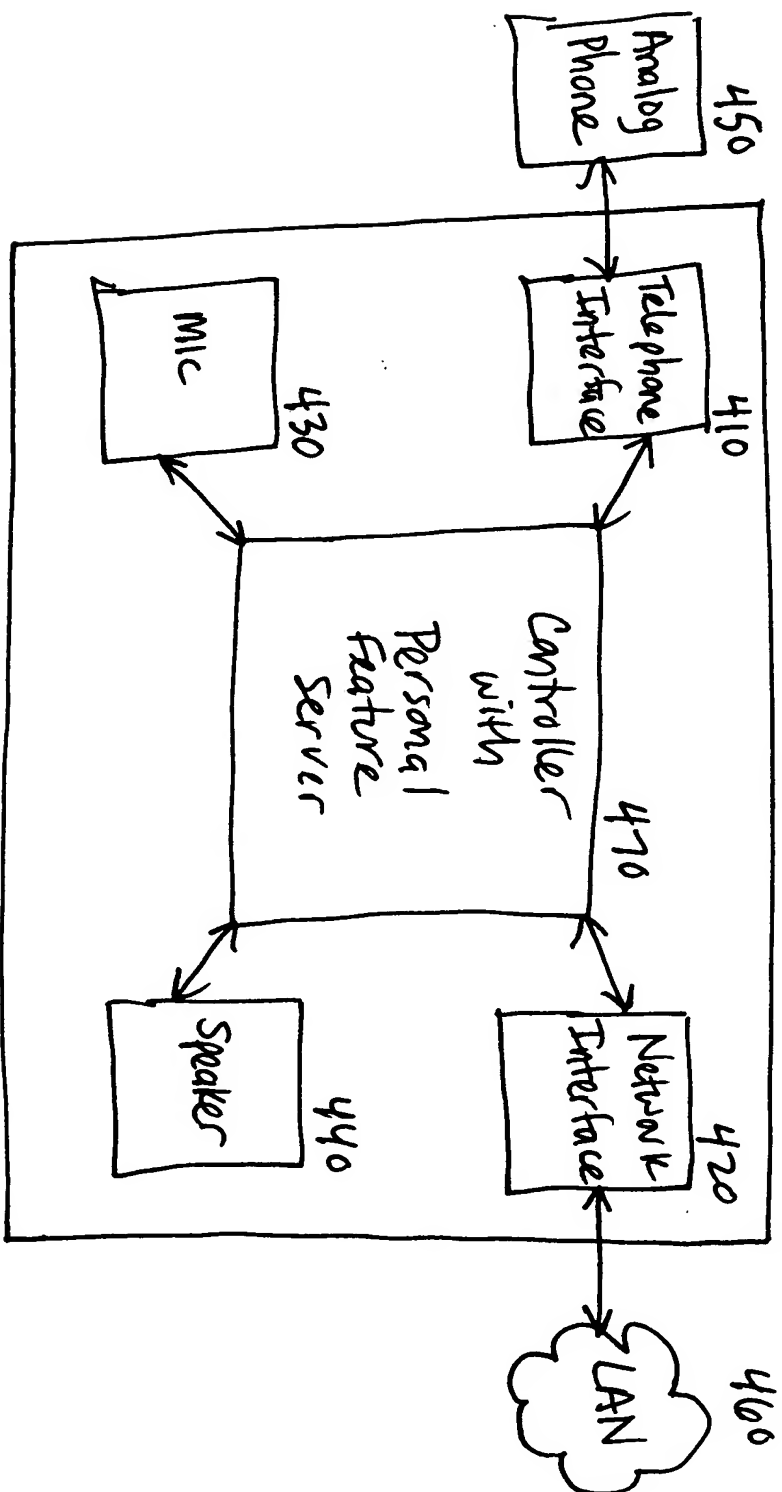 450
Analog
Phone
410
Telephone
Interface
430
Mic
470
Controller
with
Personal
Feature
Server
420
Network
Interface
440
Speaker
460
LAN